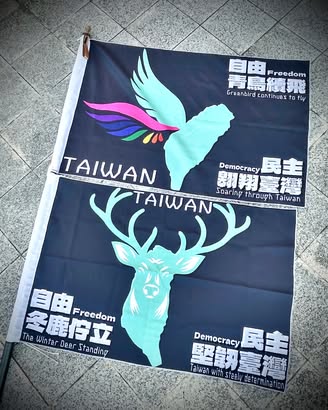 自由 Freedom
青鳥續飛
Greenbird continues to fly
TAIWAN
Democracy 民主
翱翔臺灣
Soaring through Taiwan
TAIWAN
自由 Freedom
冬鹿佇立
The Winter Deer Standing
Democracy 民主
堅韌臺灣
Taiwan with steely determination